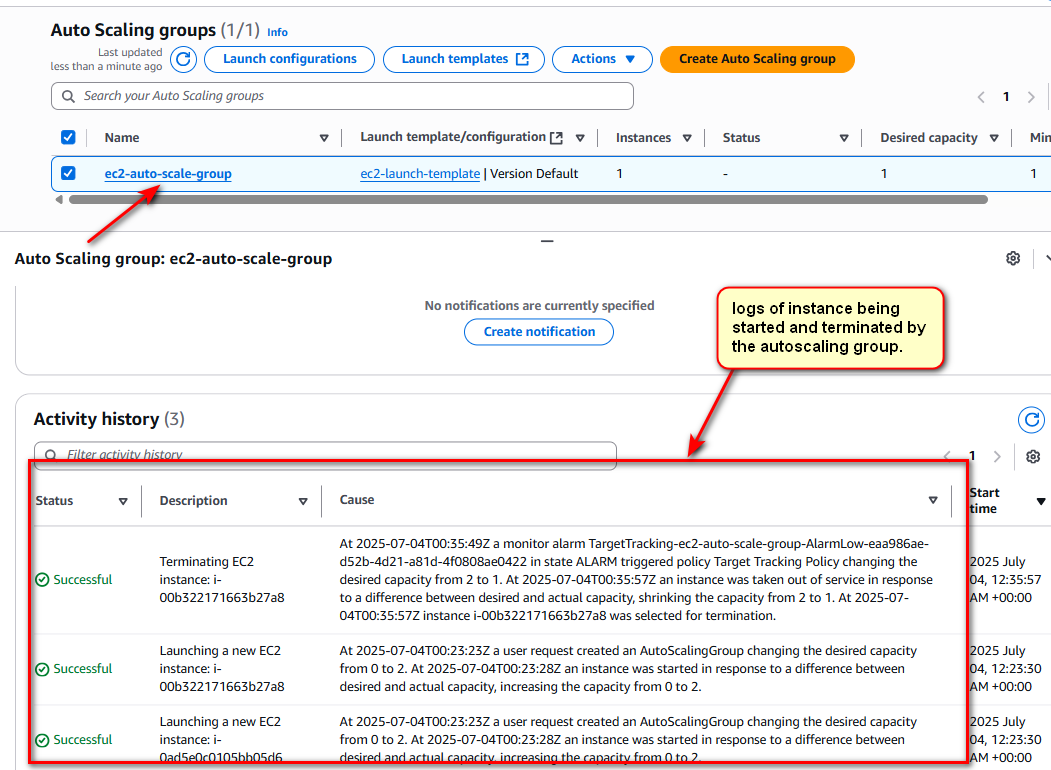 Auto Scaling groups (1/1) Info
Last updated
less than a minute ago
Launch configurations
Launch templates
Actions
Create Auto Scaling group
Search your Auto Scaling groups
1
Name
Launch template/configuration
Instances
Status
Desired capacity
Min
ec2-auto-scale-group
ec2-launch-template | Version Default
1
-
1
1
Auto Scaling group: ec2-auto-scale-group
No notifications are currently specified
Create notification
logs of instance being
started and terminated by
the autoscaling group.
Activity history (3)
Filter activity history
1
Status
Description
Cause
Start
time
Successful
Terminating EC2
instance: i-
00b322171663b27a8
At 2025-07-04T00:35:49Z a monitor alarm TargetTracking-ec2-auto-scale-group-AlarmLow-eaa986ae-
d52b-4d21-a81d-4f0808ae0422 in state ALARM triggered policy Target Tracking Policy changing the
desired capacity from 2 to 1. At 2025-07-04T00:35:57Z an instance was taken out of service in response
to a difference between desired and actual capacity, shrinking the capacity from 2 to 1. At 2025-07-
04T00:35:57Z instance i-00b322171663b27a8 was selected for termination.
2025 July
04, 12:35:57
AM +00:00
Successful
Launching a new EC2
instance: i-
00b322171663b27a8
At 2025-07-04T00:23:23Z a user request created an AutoScalingGroup changing the desired capacity
from 0 to 2. At 2025-07-04T00:23:28Z an instance was started in response to a difference between
desired and actual capacity, increasing the capacity from 0 to 2.
2025 July
04, 12:23:30
AM +00:00
Successful
Launching a new EC2
instance: i-
0ad5e0c0105bb05d6
At 2025-07-04T00:23:23Z a user request created an AutoScalingGroup changing the desired capacity
from 0 to 2. At 2025-07-04T00:23:28Z an instance was started in response to a difference between
desired and actual capacity, increasing the capacity from 0 to 2.
2025 July
04, 12:23:30
AM +00:00